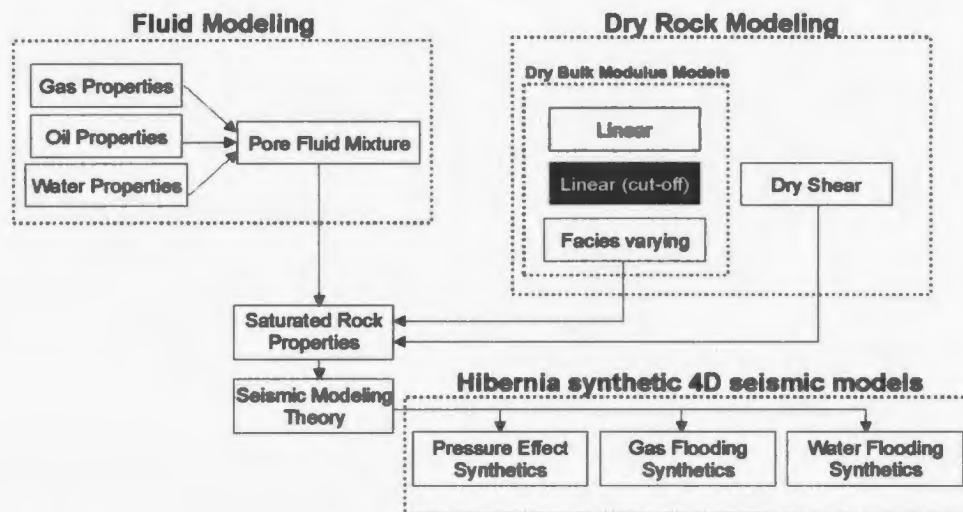 Fluid Modeling
Gas Properties
Oil Properties
Water Properties
Pore Fluid Mixture
Dry Rock Modeling
Dry Bulk Modulus Models
Linear
Linear (cut-off)
Facies varying
Dry Shear
Saturated Rock
Properties
Seismic Modeling
Theory
Hibernia synthetic 4D seismic models
Pressure Effect
Synthetics
Gas Flooding
Synthetics
Water Flooding
Synthetics